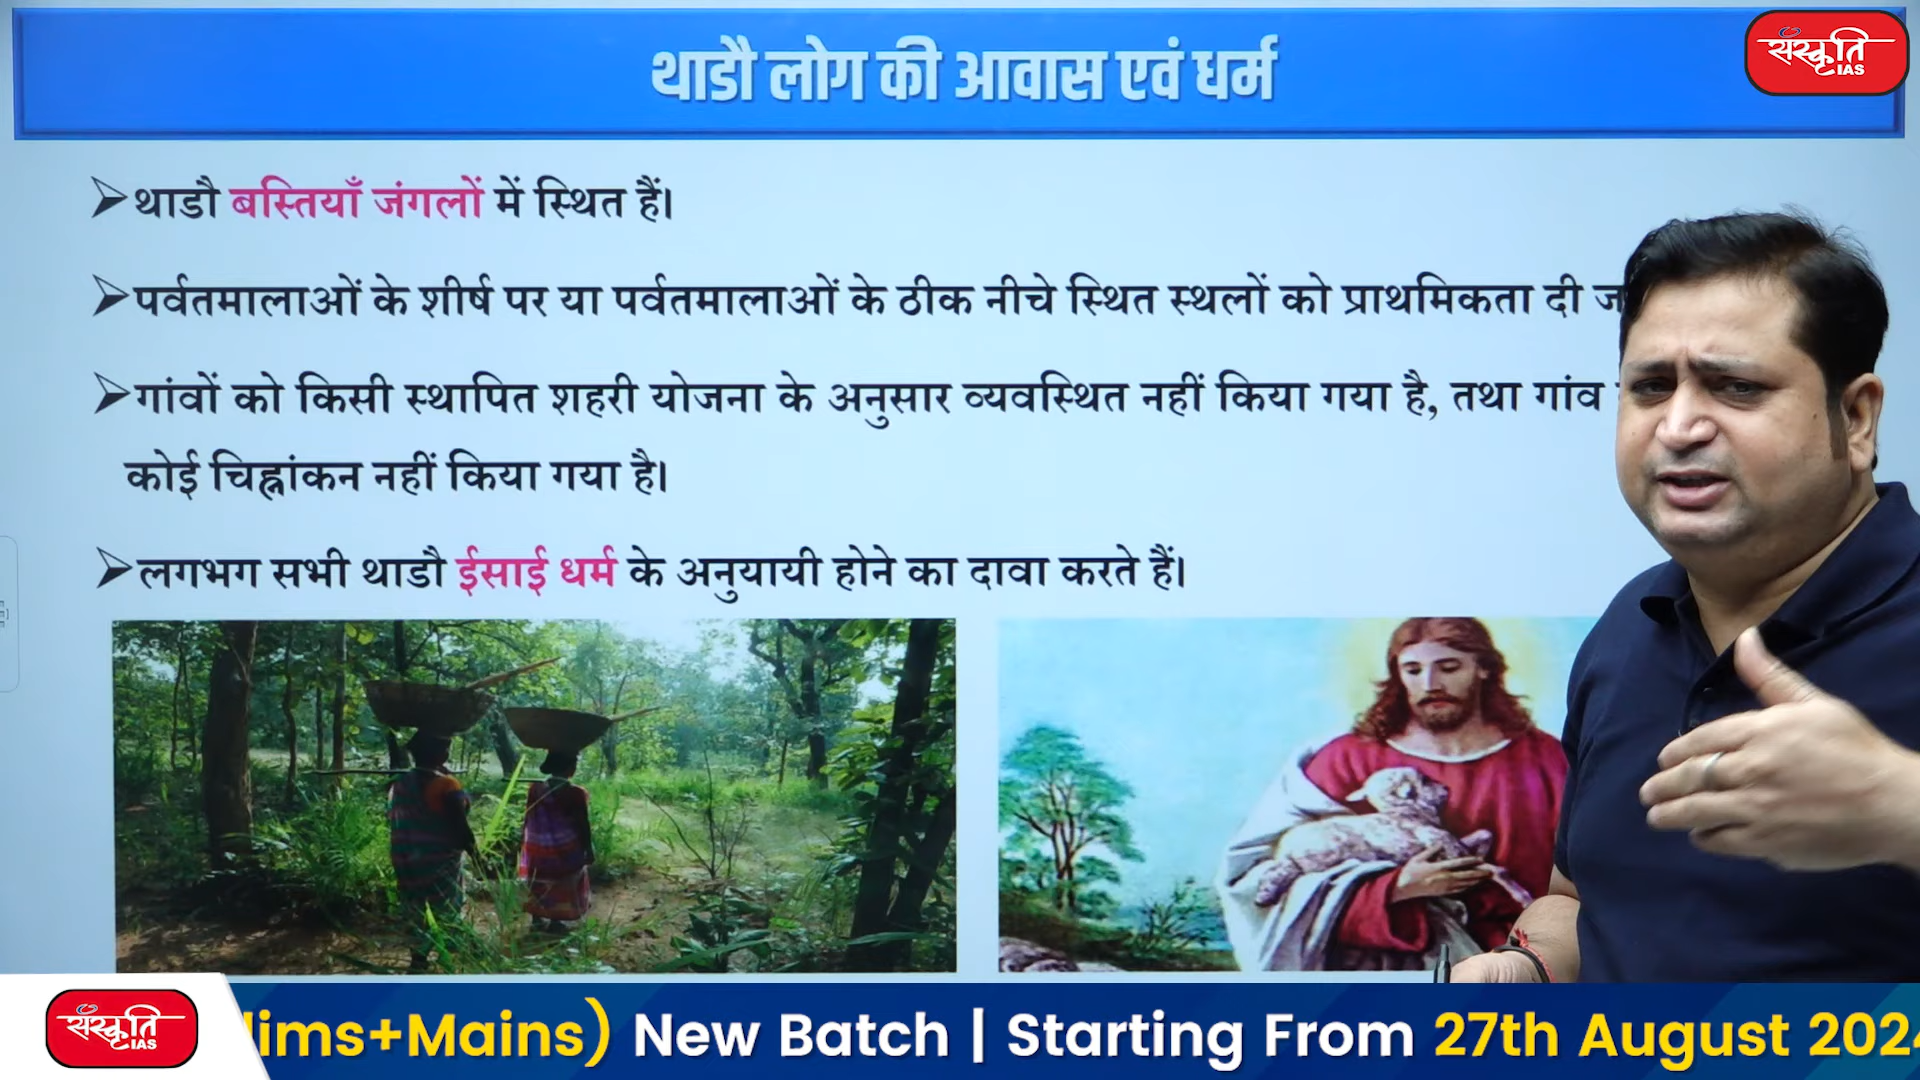 थाडौ लोग की आवास एवं धर्म
संस्कृति
IAS
थाडौ बस्तियाँ जंगलों में स्थित हैं।
पर्वतमालाओं के शीर्ष पर या पर्वतमालाओं के ठीक नीचे स्थित स्थलों को प्राथमिकता दी
गांवों को किसी स्थापित शहरी योजना के अनुसार व्यवस्थित नहीं किया गया है, तथा गांव
कोई चिह्नांकन नहीं किया गया है।
लगभग सभी थाडौ ईसाई धर्म के अनुयायी होने का दावा करते हैं।
संस्कृति
IAS
lims+Mains) New Batch | Starting From 27th August 202